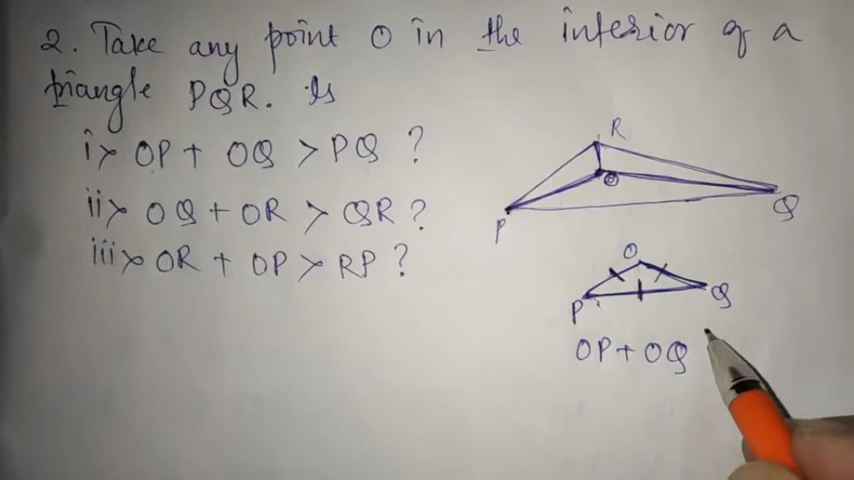 2. Take any point O in the interior of a
triangle PQR. Is
i> OP + OQ > PQ ?
ii> OQ + OR > QR ?
iii> OR + OP > RP ?
R
O
P
Q
O
P
Q
OP + OQ